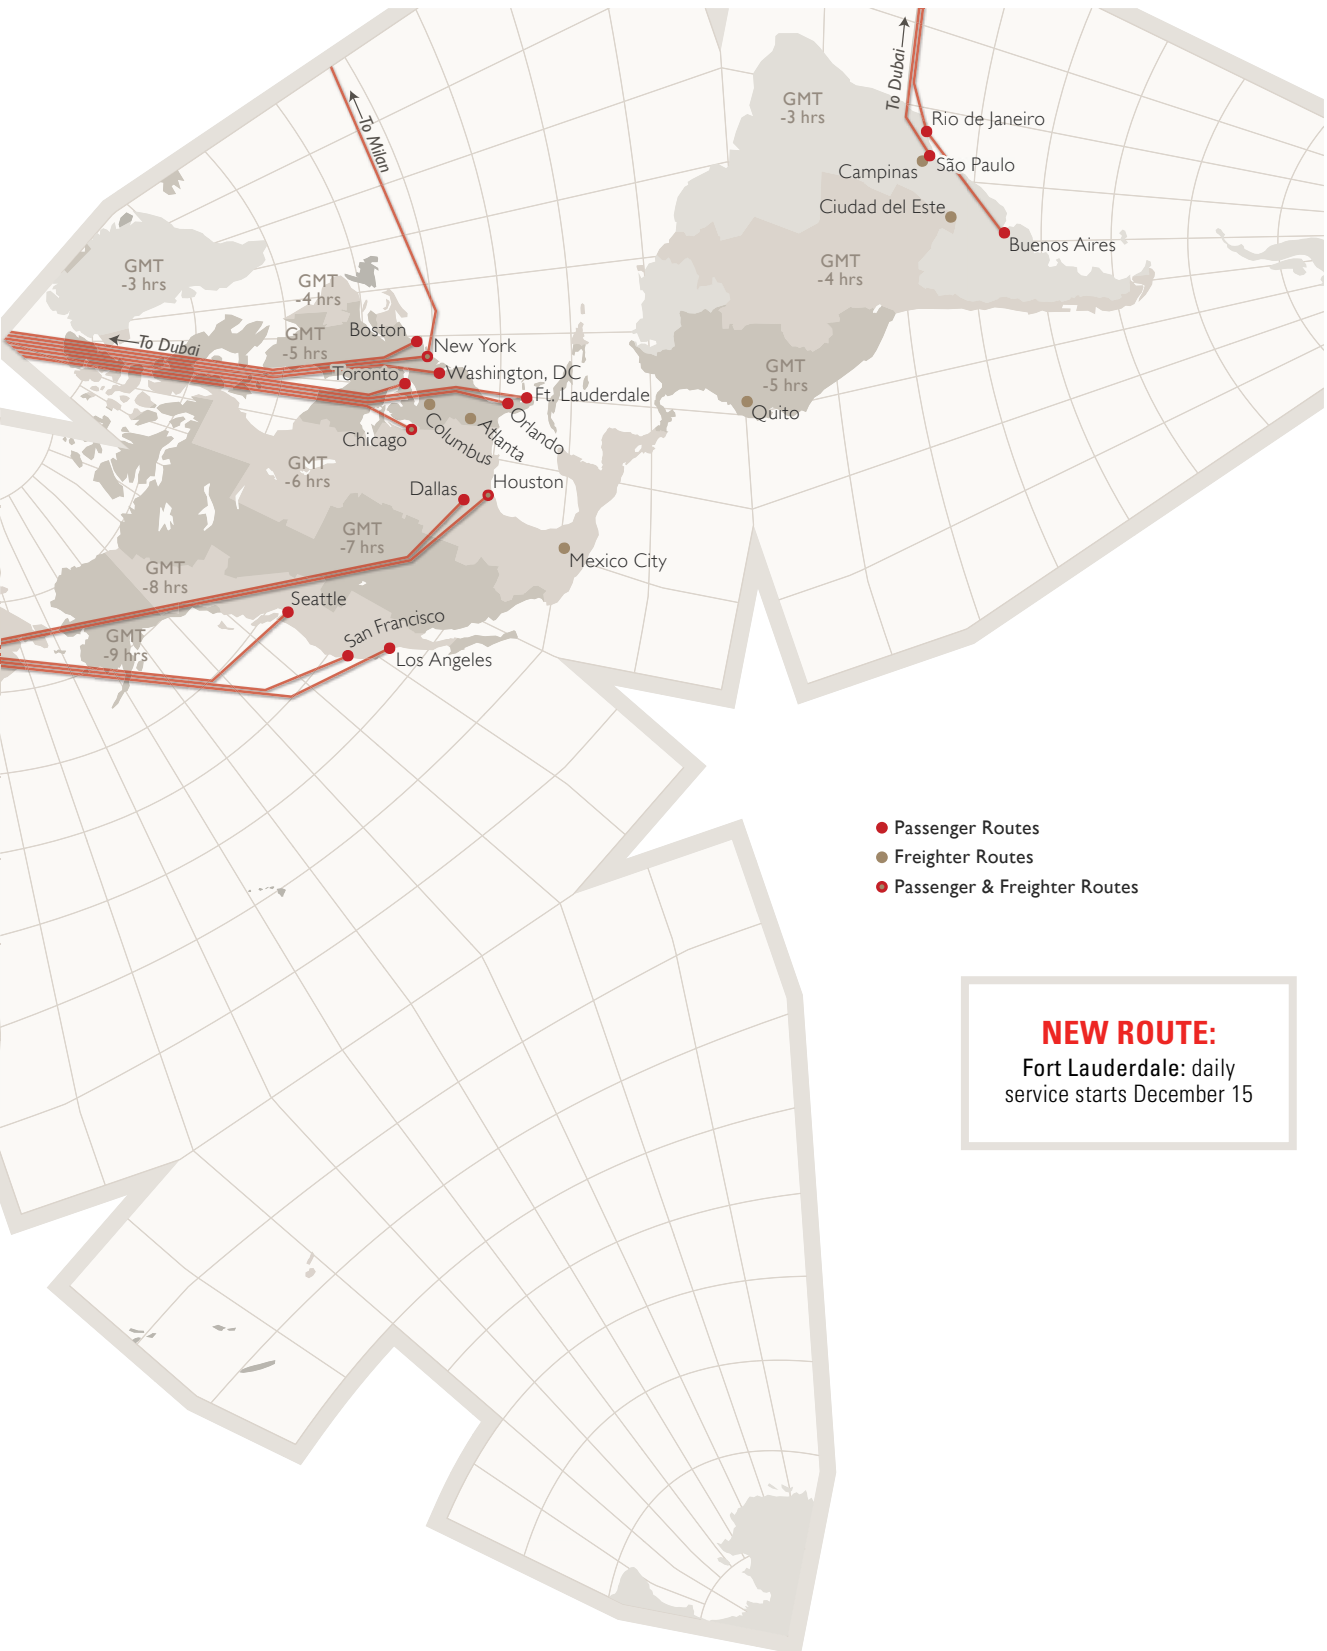 To Dubai
GMT
-3 hrs
Rio de Janeiro
São Paulo
Campinas
Ciudad del Este
Buenos Aires
GMT
-4 hrs
GMT
-5 hrs
Quito
To Milan
GMT
-3 hrs
GMT
-4 hrs
GMT
-5 hrs
To Dubai
Boston
New York
Toronto
Washington, DC
Ft. Lauderdale
Orlando
Atlanta
Columbus
Chicago
GMT
-6 hrs
Dallas
Houston
GMT
-7 hrs
Mexico City
GMT
-8 hrs
Seattle
San Francisco
Los Angeles
GMT
-9 hrs
Passenger Routes
Freighter Routes
Passenger & Freighter Routes
NEW ROUTE:
Fort Lauderdale: daily
service starts December 15